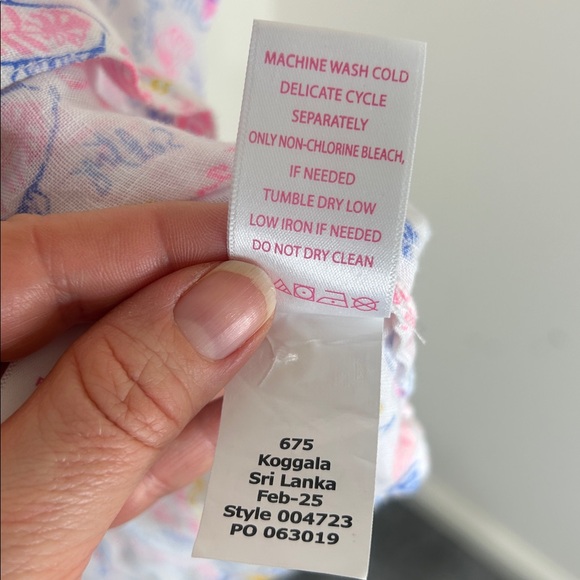 MACHINE WASH COLD
DELICATE CYCLE
SEPARATELY
ONLY NON-CHLORINE BLEACH,
IF NEEDED
TUMBLE DRY LOW
LOW IRON IF NEEDED
DO NOT DRY CLEAN
675
Koggala
Sri Lanka
Feb-25
Style 004723
PO 063019